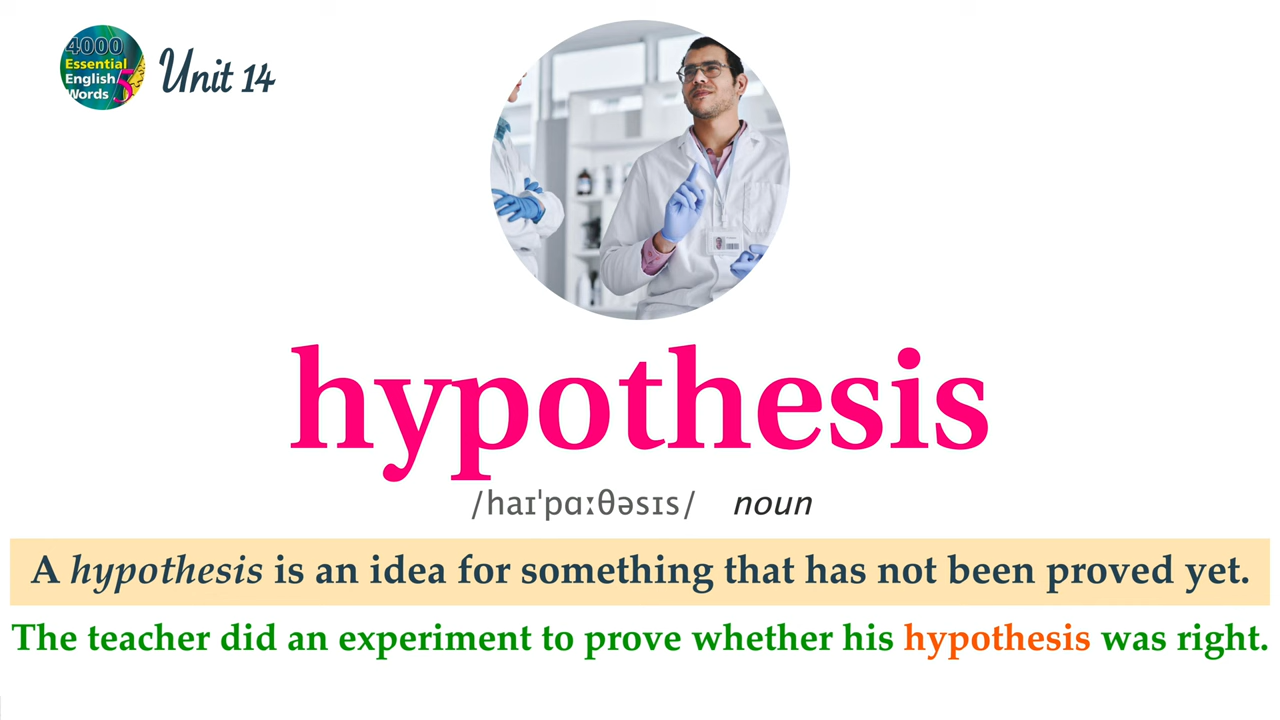 4000
Essential
English
Words 5
Unit 14
hypothesis
/haɪˈpɑːθəsɪs/ noun
A hypothesis is an idea for something that has not been proved yet.
The teacher did an experiment to prove whether his hypothesis was right.